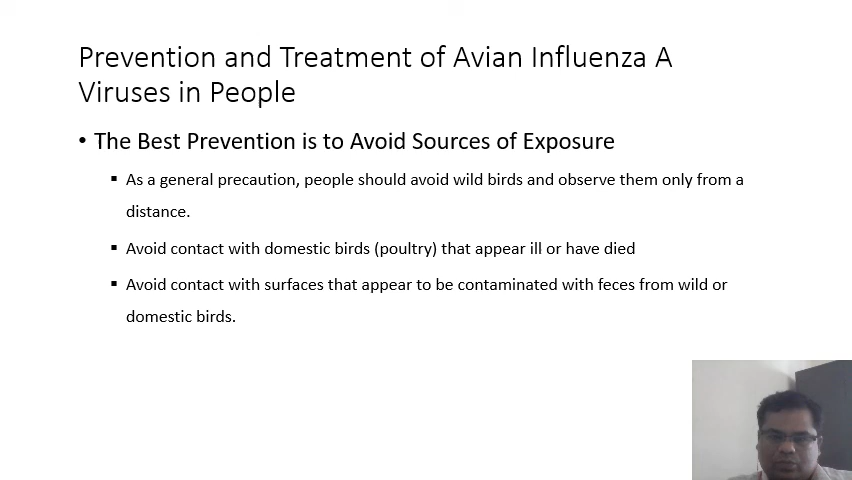 Prevention and Treatment of Avian Influenza A
Viruses in People
• The Best Prevention is to Avoid Sources of Exposure
▪ As a general precaution, people should avoid wild birds and observe them only from a
distance.
▪ Avoid contact with domestic birds (poultry) that appear ill or have died
▪ Avoid contact with surfaces that appear to be contaminated with feces from wild or
domestic birds.